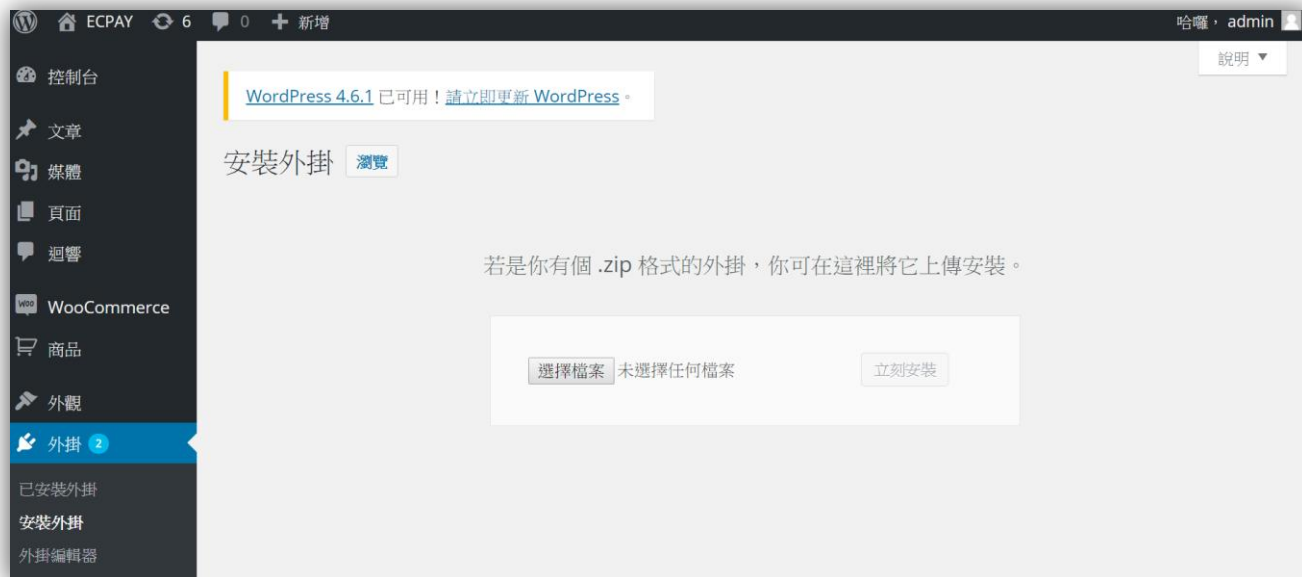 ECPAY 6 0 新增
哈囉，admin
說明
控制台
文章
媒體
頁面
迴響
WooCommerce
商品
外觀
外掛 2
已安裝外掛
安裝外掛
外掛編輯器
WordPress 4.6.1 已可用！請立即更新 WordPress。
安裝外掛 瀏覽
若是你有個 .zip 格式的外掛，你可在這裡將它上傳安裝。
選擇檔案 未選擇任何檔案 立刻安裝